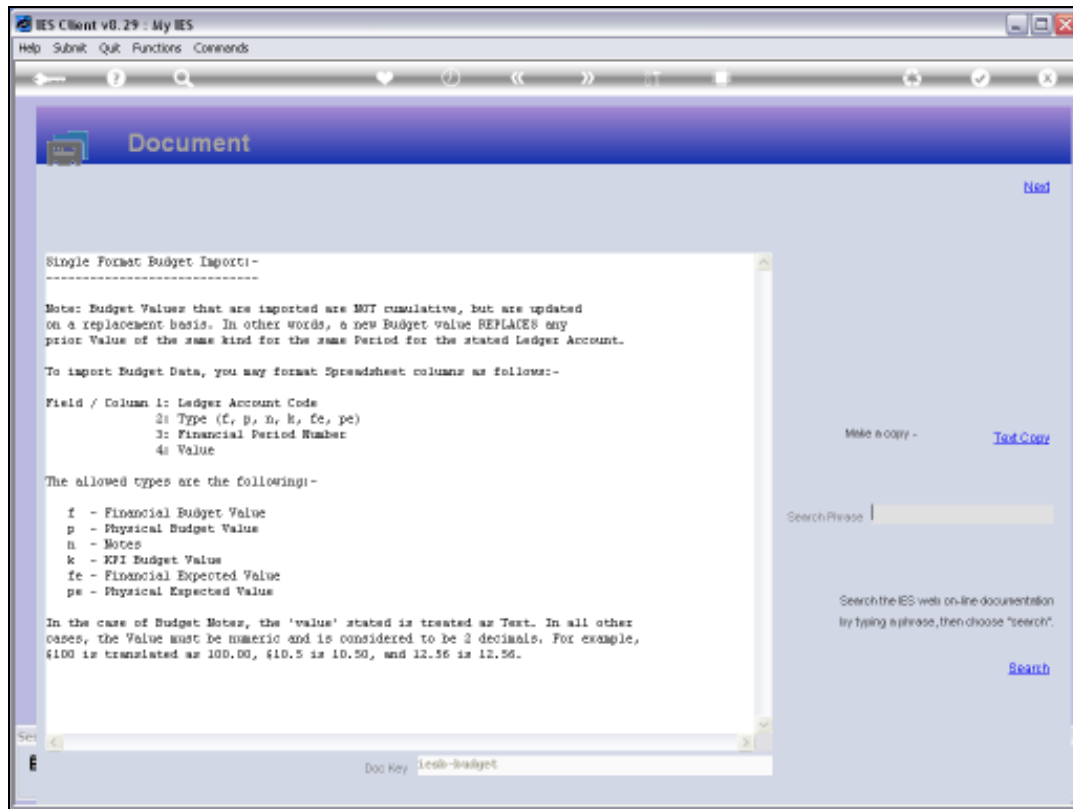 IES Client v8.29 : My IES
Help Submit Quit Functions Commands
Document
Next
Single Format Budget Import:-
-----------------------------
Note: Budget Values that are imported are NOT cumulative, but are updated
on a replacement basis. In other words, a new Budget value REPLACES any
prior Value of the same kind for the same Period for the stated Ledger Account.
To import Budget Data, you may format Spreadsheet columns as follows:-
Field / Column 1: Ledger Account Code
2: Type (f, p, n, k, fe, pe)
3: Financial Period Number
4: Value
The allowed types are the following:-
f - Financial Budget Value
p - Physical Budget Value
n - Notes
k - KPI Budget Value
fe - Financial Expected Value
pe - Physical Expected Value
In the case of Budget Notes, the 'value' stated is treated as Text. In all other
cases, the Value must be numeric and is considered to be 2 decimals. For example,
$100 is translated as 100.00, $10.5 is 10.50, and 12.56 is 12.56.
Make a copy -
Text Copy
Search Phrase
Search the IES web on-line documentation
by typing a phrase, then choose "search".
Search
Doc Key iesb-budget